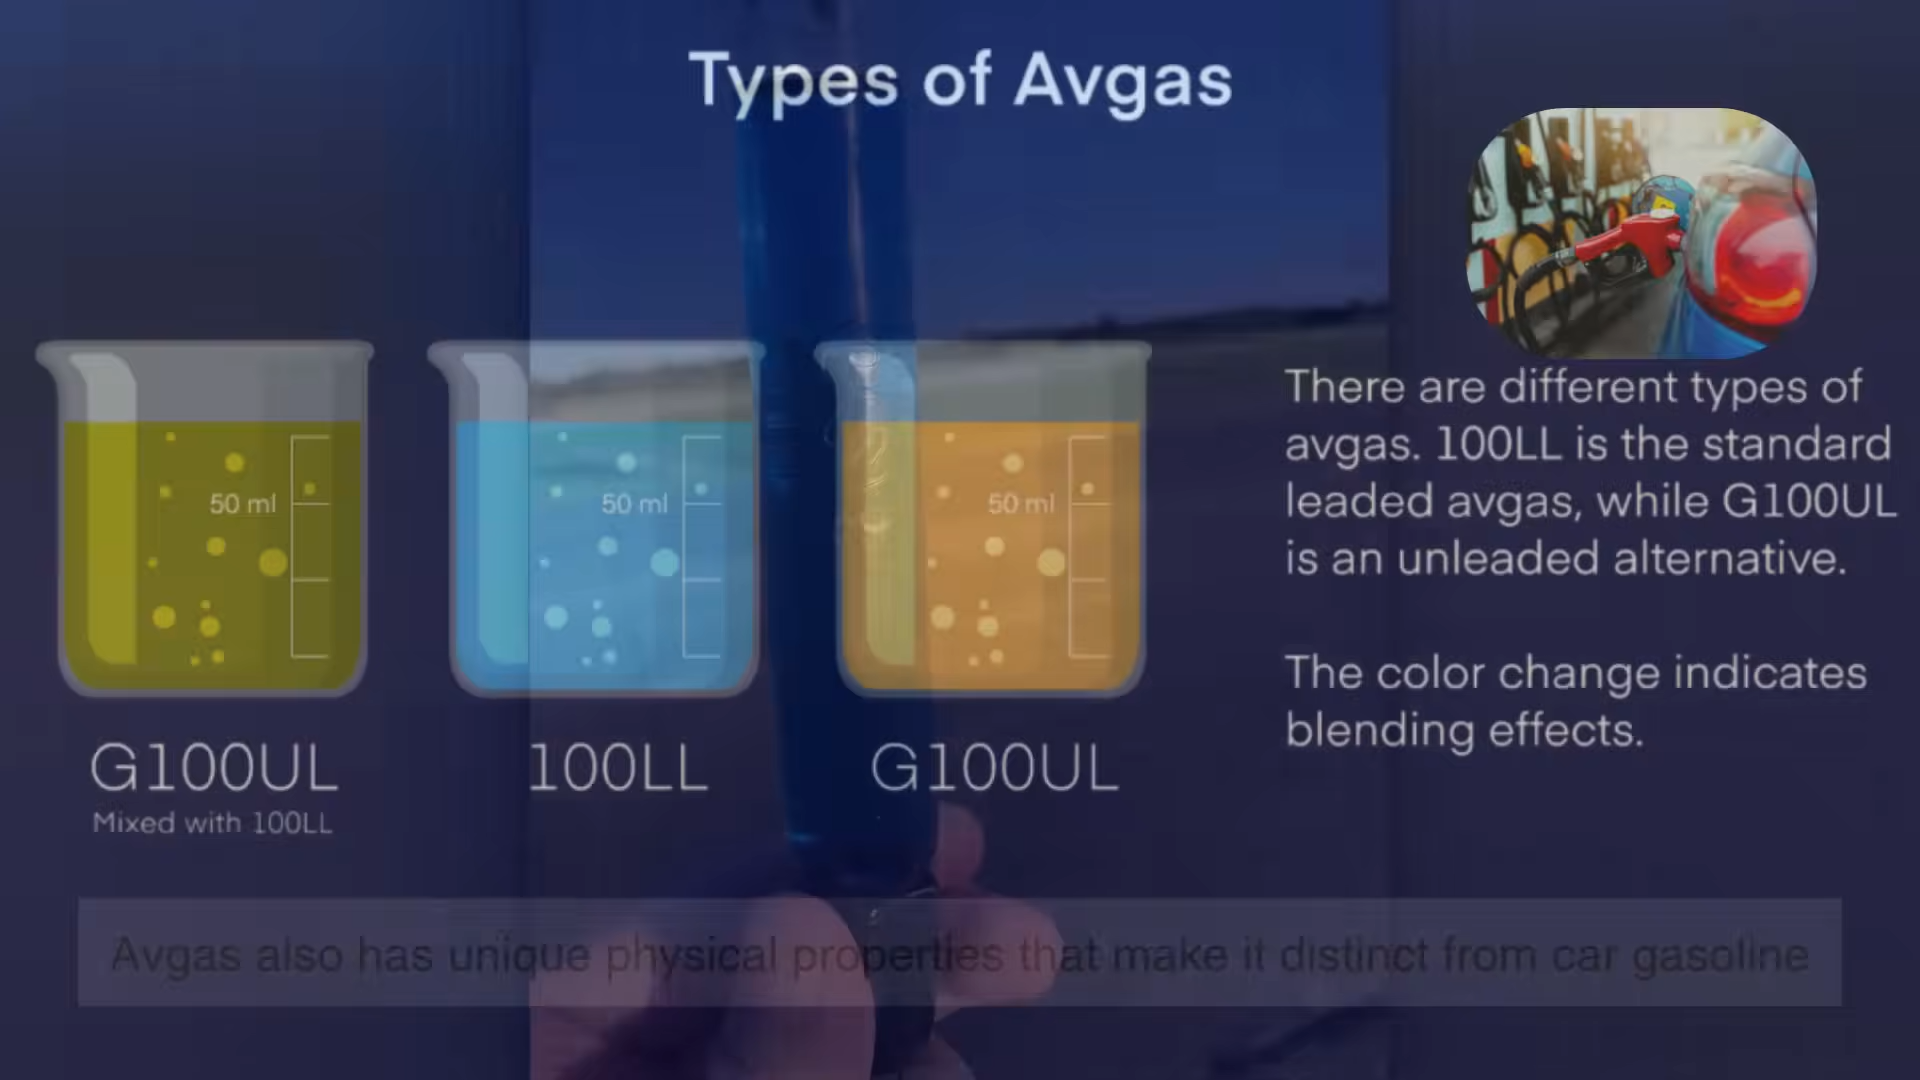 Types of Avgas
50 ml
50 ml
50 ml
G100UL
Mixed with 100LL
100LL
G100UL
There are different types of
avgas. 100LL is the standard
leaded avgas, while G100UL
is an unleaded alternative.
The color change indicates
blending effects.
Avgas also has unique physical properties that make it distinct from car gasoline